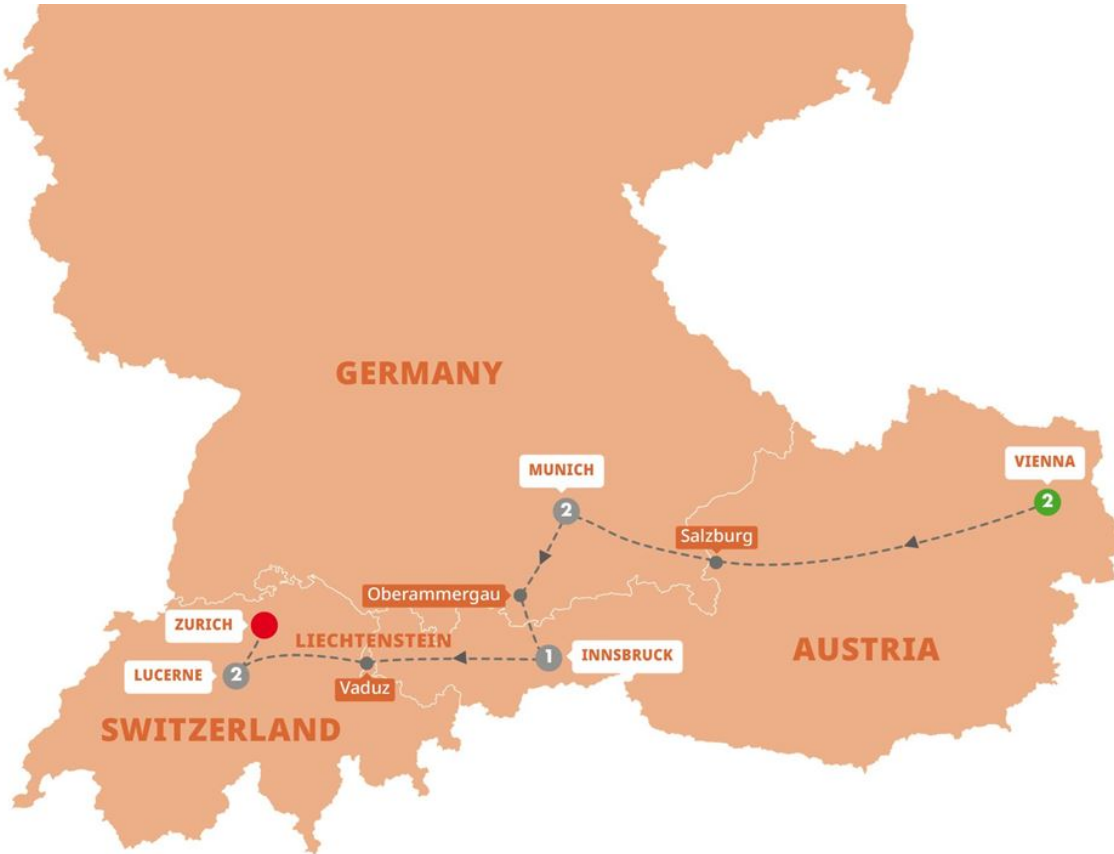 GERMANY
MUNICH
2
VIENNA
2
Salzburg
Oberammergau
ZURICH
LIECHTENSTEIN
INNSBRUCK
1
AUSTRIA
LUCERNE
2
Vaduz
SWITZERLAND